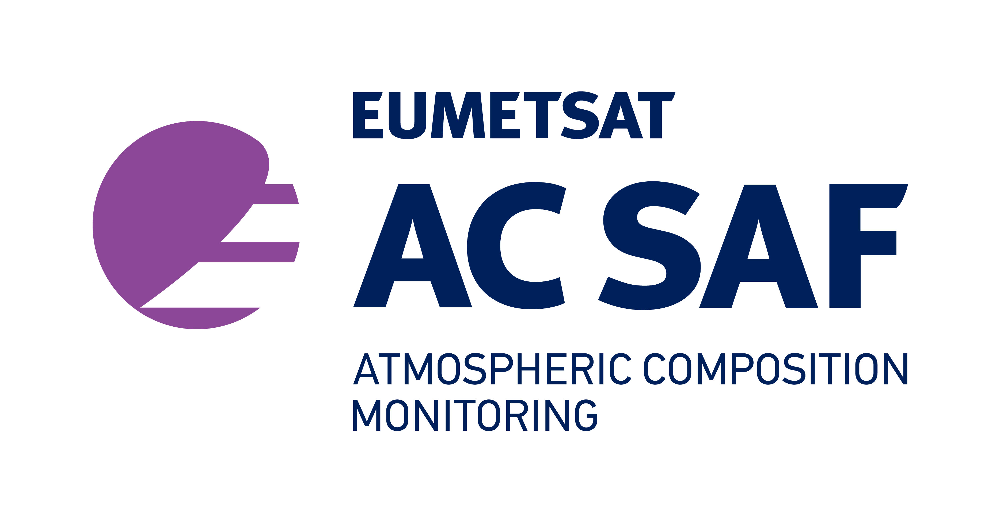 EUMETSAT
AC SAF
ATMOSPHERIC COMPOSITION
MONITORING